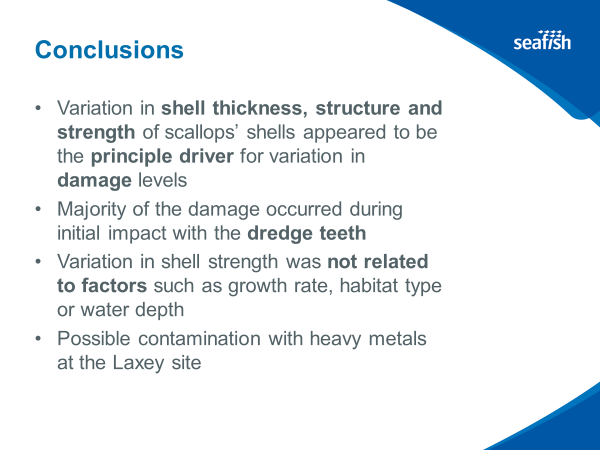 Conclusions
seafish
• Variation in shell thickness, structure and
strength of scallops’ shells appeared to be
the principle driver for variation in
damage levels
• Majority of the damage occurred during
initial impact with the dredge teeth
• Variation in shell strength was not related
to factors such as growth rate, habitat type
or water depth
• Possible contamination with heavy metals
at the Laxey site